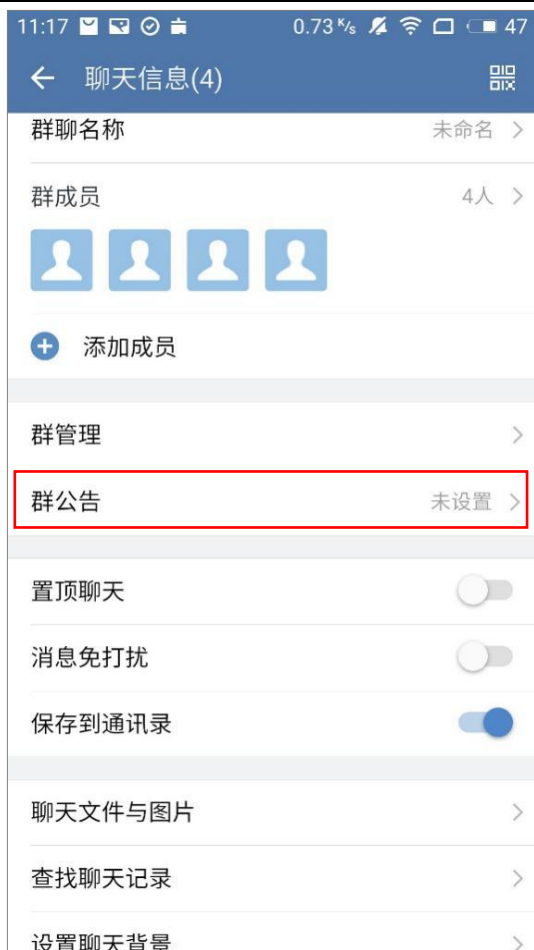 11:17 0.73 K/s 47
聊天信息(4)
群聊名称 未命名
群成员 4人
添加成员
群管理
群公告 未设置
置顶聊天
消息免打扰
保存到通讯录
聊天文件与图片
查找聊天记录
设置聊天背景